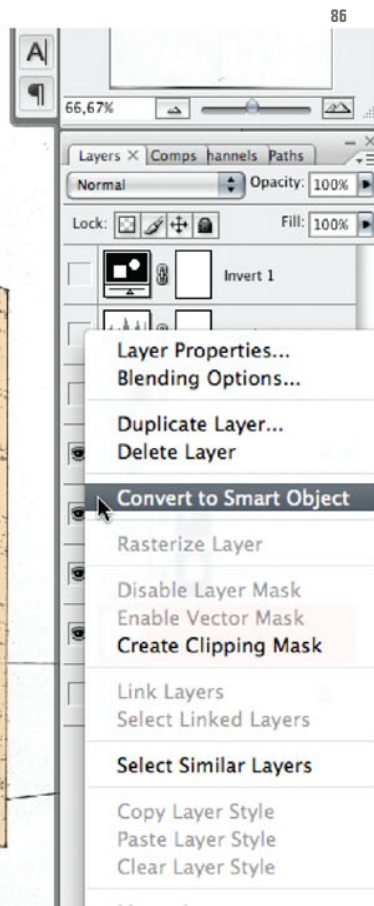 86
A
¶
66,67%
Layers × Comps hannels Paths
Normal Opacity: 100%
Lock: Fill: 100%
Invert 1
Layer Properties...
Blending Options...
Duplicate Layer...
Delete Layer
Convert to Smart Object
Rasterize Layer
Disable Layer Mask
Enable Vector Mask
Create Clipping Mask
Link Layers
Select Linked Layers
Select Similar Layers
Copy Layer Style
Paste Layer Style
Clear Layer Style